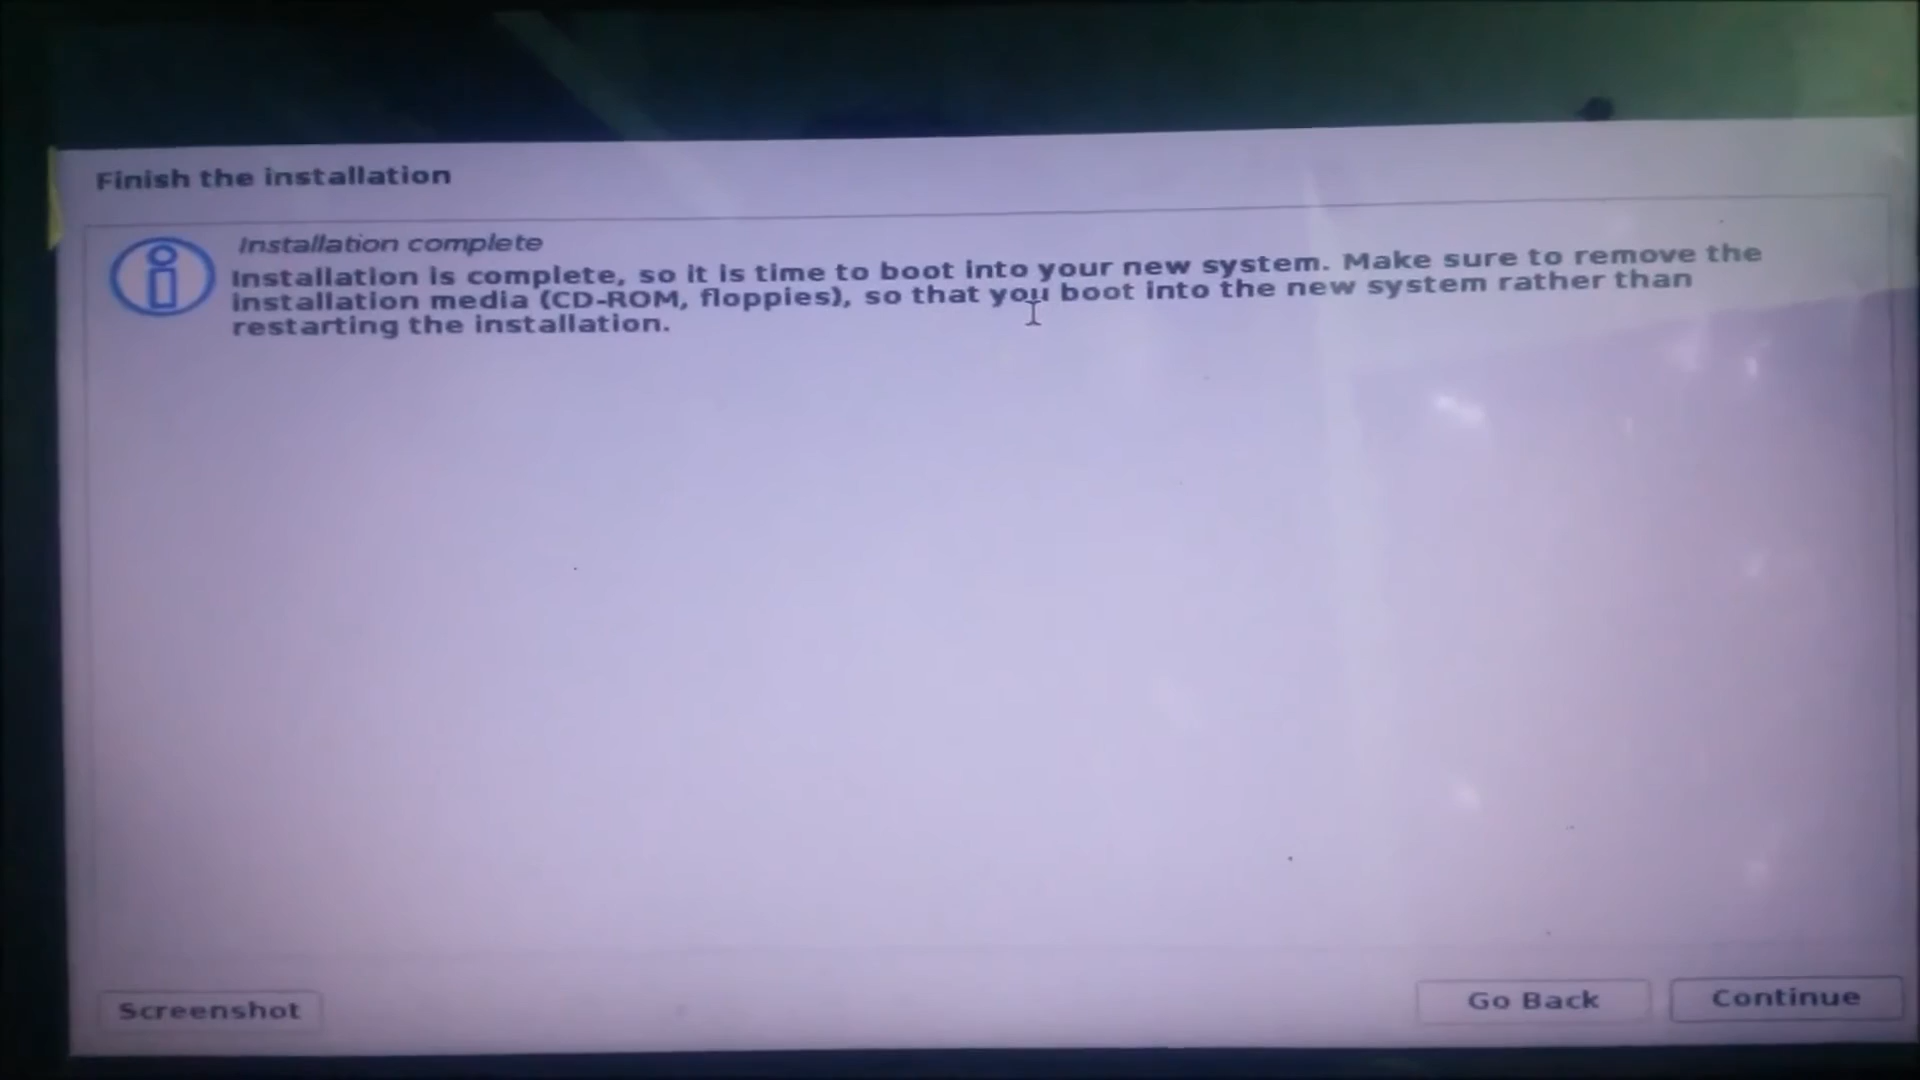 Finish the installation
Installation complete
Installation is complete, so it is time to boot into your new system. Make sure to remove the
installation media (CD-ROM, floppies), so that you boot into the new system rather than
restarting the installation.
Screenshot
Go Back
Continue